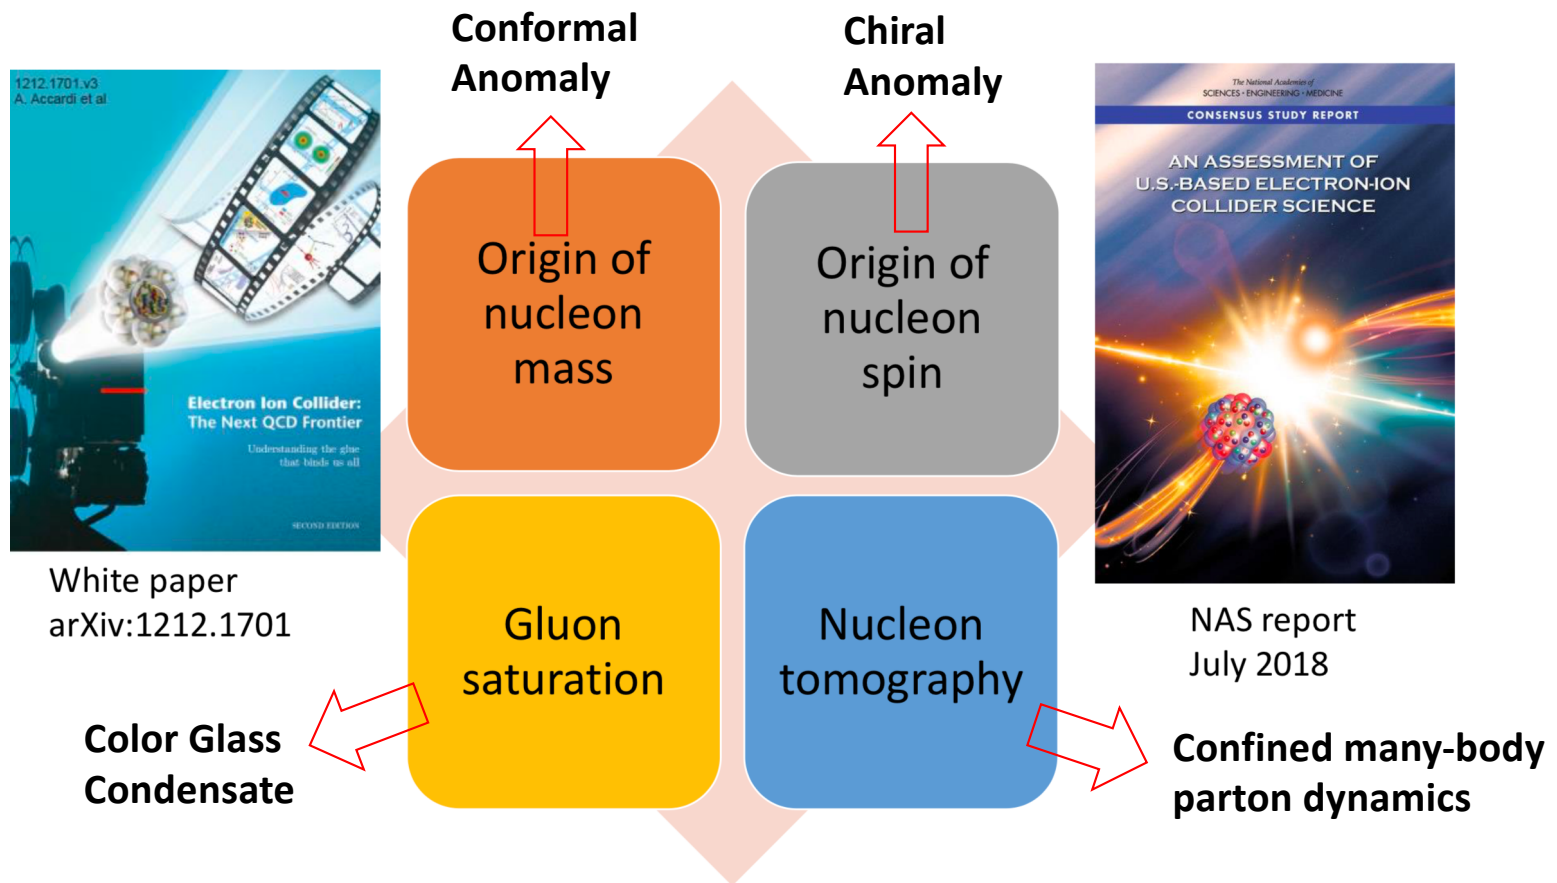 Conformal
Anomaly
Chiral
Anomaly
1212.1701.v3
A. Accardi et al
Electron Ion Collider:
The Next QCD Frontier
Understanding the glue
that binds us all
SECOND EDITION
White paper
arXiv:1212.1701
Origin of
nucleon
mass
Origin of
nucleon
spin
Gluon
saturation
Nucleon
tomography
The National Academies of
SCIENCES • ENGINEERING • MEDICINE
CONSENSUS STUDY REPORT
AN ASSESSMENT OF
U.S.-BASED ELECTRON-ION
COLLIDER SCIENCE
NAS report
July 2018
Color Glass
Condensate
Confined many-body
parton dynamics